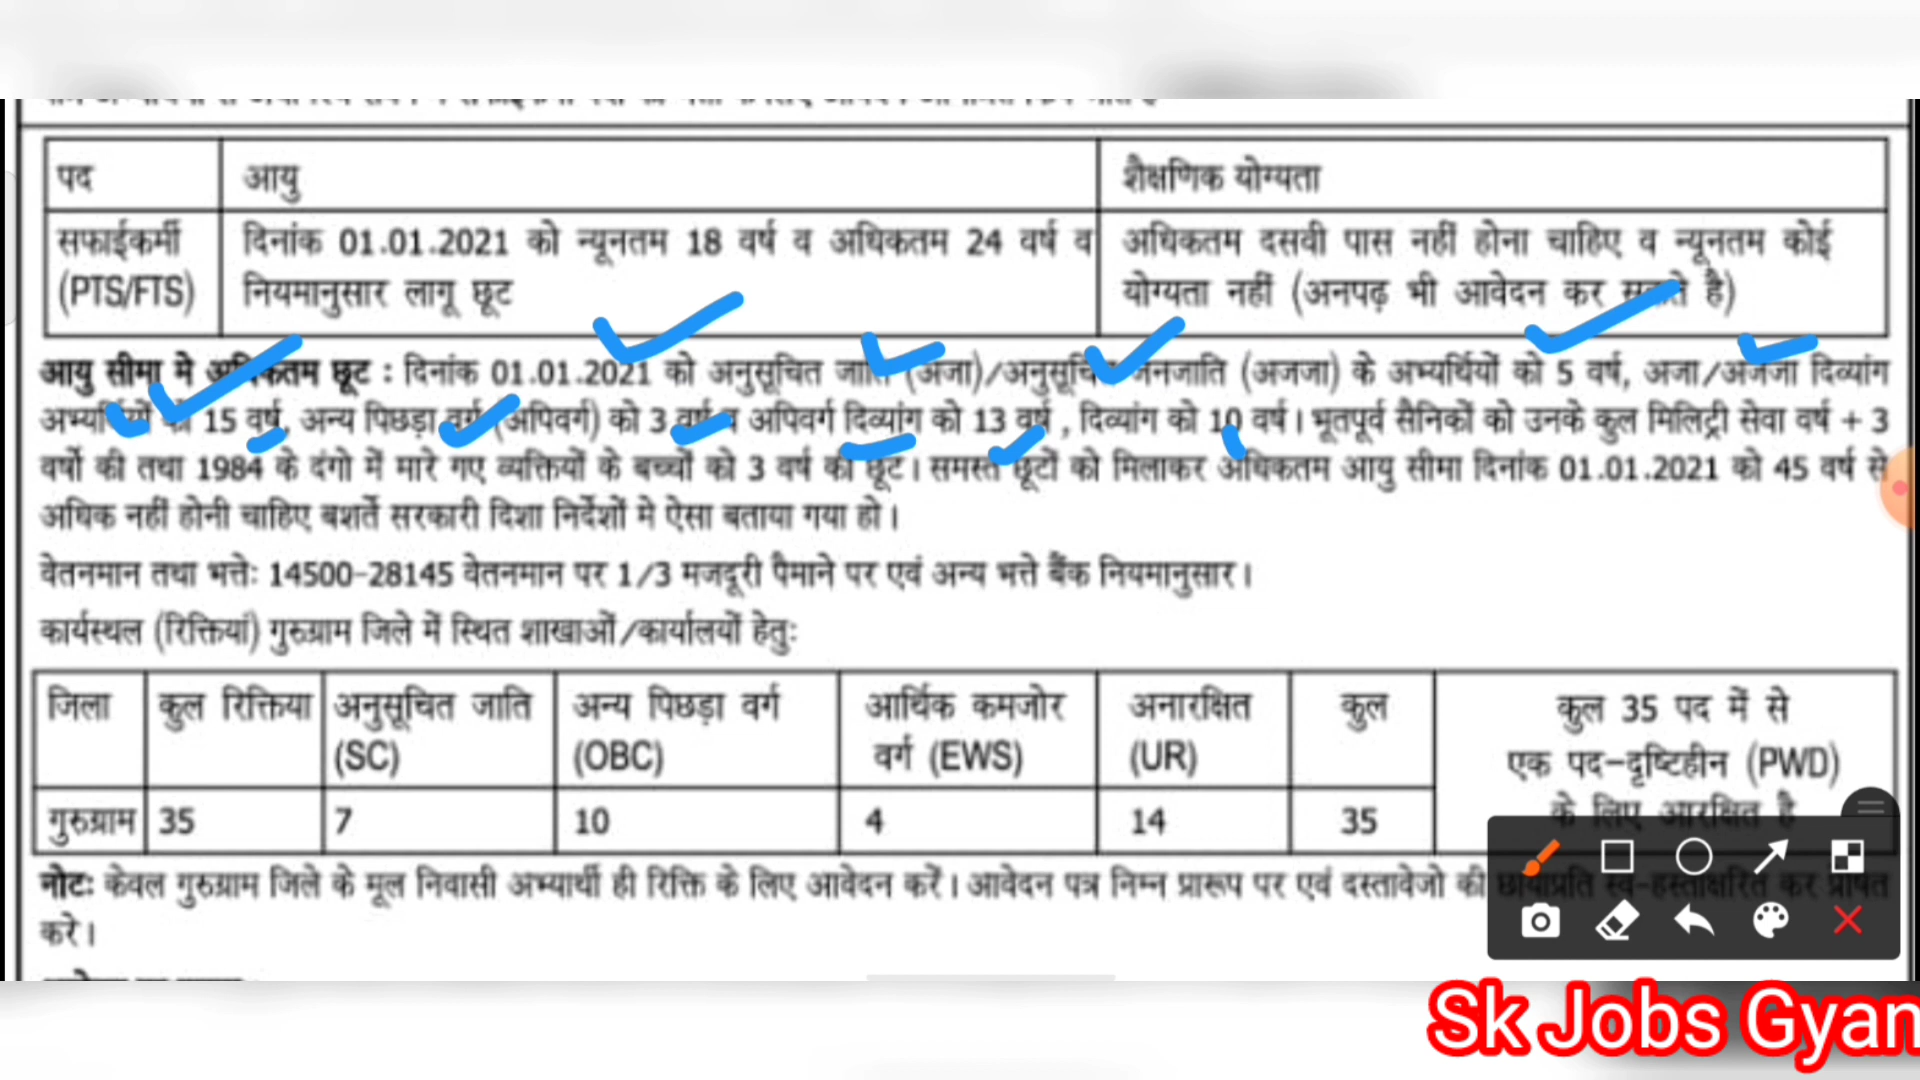 पद
आयु
शैक्षणिक योग्यता
सफाईकर्मी
(PTS/FTS)
दिनांक 01.01.2021 को न्यूनतम 18 वर्ष व अधिकतम 24 वर्ष व
नियमानुसार लागू छूट
अधिकतम दसवी पास नहीं होना चाहिए व न्यूनतम कोई
योग्यता नहीं (अनपढ़ भी आवेदन कर सकते है)
आयु सीमा मे अधिकतम छूट : दिनांक 01.01.2021 को अनुसूचित जाति (अजा)/अनुसूचित जनजाति (अजजा) के अभ्यर्थियों को 5 वर्ष, अजा/अजजा दिव्यांग
अभ्यर्थियों को 15 वर्ष, अन्य पिछड़ा वर्ग (अपिवर्ग) को 3 वर्ष व अपिवर्ग दिव्यांग को 13 वर्ष , दिव्यांग को 10 वर्ष। भूतपूर्व सैनिकों को उनके कुल मिलिट्री सेवा वर्ष + 3
वर्षो की तथा 1984 के दंगो में मारे गए व्यक्तियों के बच्चों को 3 वर्ष की छूट। समस्त छूटों को मिलाकर अधिकतम आयु सीमा दिनांक 01.01.2021 को 45 वर्ष से
अधिक नहीं होनी चाहिए बशर्ते सरकारी दिशा निर्देशों मे ऐसा बताया गया हो।
वेतनमान तथा भत्तेः 14500-28145 वेतनमान पर 1/3 मजदूरी पैमाने पर एवं अन्य भत्ते बैंक नियमानुसार।
कार्यस्थल (रिक्तियां) गुरुग्राम जिले में स्थित शाखाओं/कार्यालयों हेतुः
जिला
कुल रिक्तिया
अनुसूचित जाति
(SC)
अन्य पिछड़ा वर्ग
(OBC)
आर्थिक कमजोर
वर्ग (EWS)
अनारक्षित
(UR)
कुल
कुल 35 पद में से
एक पद-दृष्टिहीन (PWD)
के लिए आरक्षित है
गुरुग्राम
35
7
10
4
14
35
नोटः केवल गुरुग्राम जिले के मूल निवासी अभ्यार्थी ही रिक्ति के लिए आवेदन करें। आवेदन पत्र निम्न प्रारूप पर एवं दस्तावेजो की छायाप्रति स्व-हस्ताक्षरित कर प्रेषित
करे।
Sk Jobs Gyan